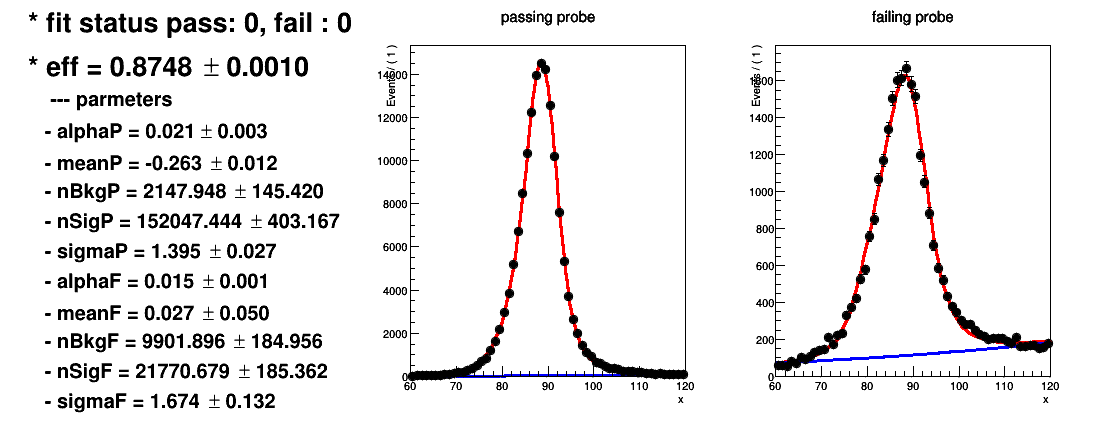 * fit status pass: 0, fail : 0
* eff = 0.8748 ± 0.0010
--- parmeters
- alphaP = 0.021 ± 0.003
- meanP = -0.263 ± 0.012
- nBkgP = 2147.948 ± 145.420
- nSigP = 152047.444 ± 403.167
- sigmaP = 1.395 ± 0.027
- alphaF = 0.015 ± 0.001
- meanF = 0.027 ± 0.050
- nBkgF = 9901.896 ± 184.956
- nSigF = 21770.679 ± 185.362
- sigmaF = 1.674 ± 0.132
passing probe
Events / ( 1 )
14000
12000
10000
8000
6000
4000
2000
0
60 70 80 90 100 110 120
x
failing probe
Events / ( 1 )
1600
1400
1200
1000
800
600
400
200
0
60 70 80 90 100 110 120
x